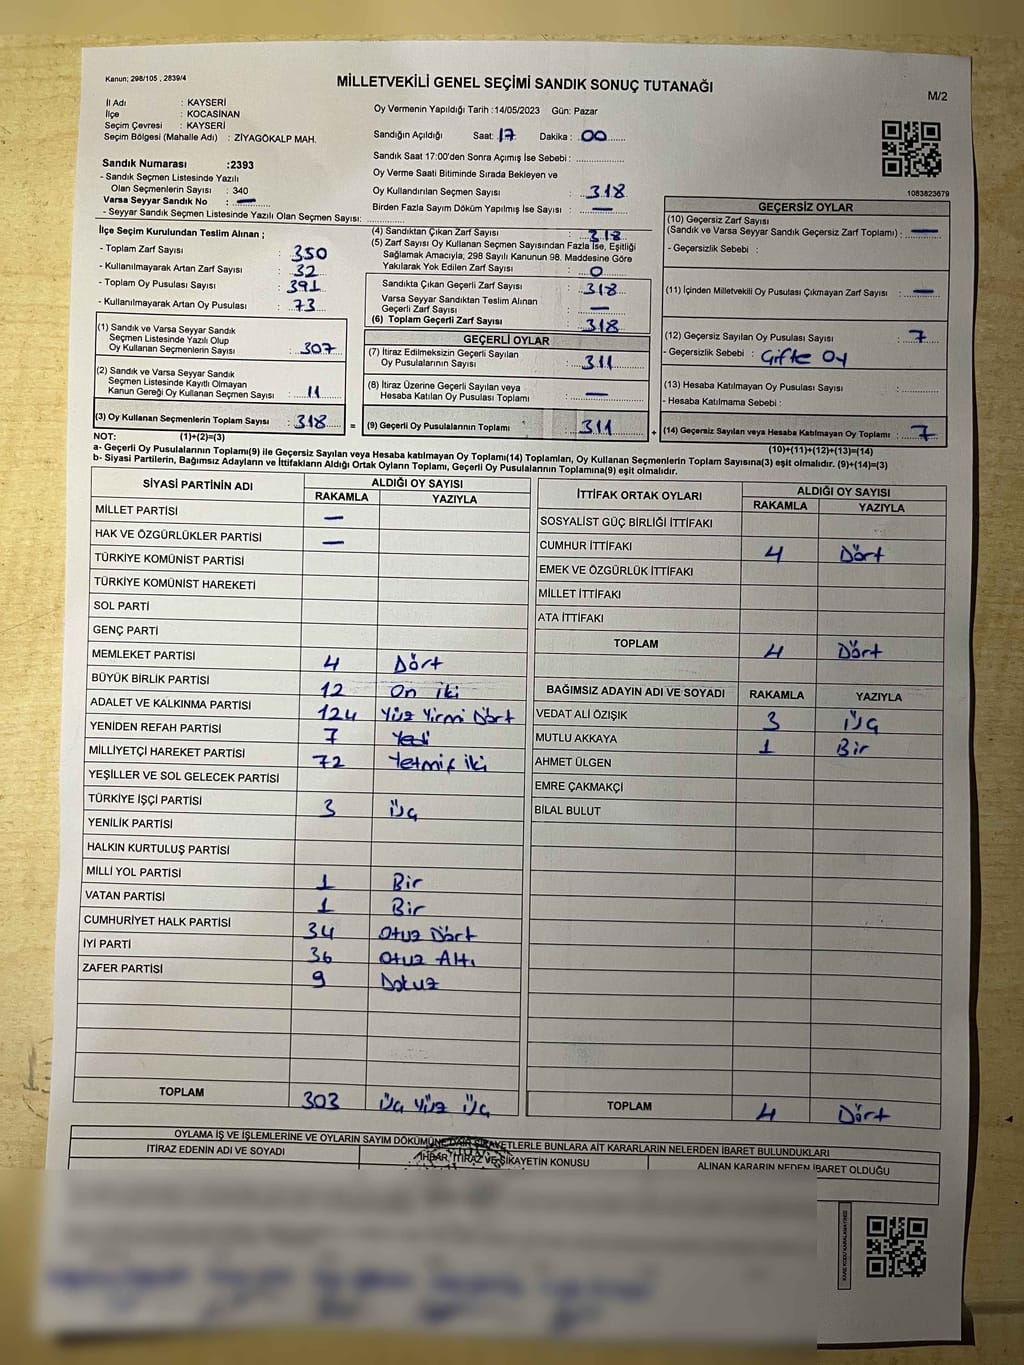 Kanun; 298/105 , 2839/4
MİLLETVEKİLİ GENEL SEÇİMİ SANDIK SONUÇ TUTANAĞI
M/2
İl Adı : KAYSERİ
İlçe : KOCASİNAN
Seçim Çevresi : KAYSERİ
Seçim Bölgesi (Mahalle Adı) : ZİYAGÖKALP MAH.
Oy Vermenin Yapıldığı Tarih :14/05/2023 Gün: Pazar
Sandığın Açıldığı Saat: 17 Dakika : 00
Sandık Saat 17:00'den Sonra Açımış İse Sebebi :
Oy Verme Saati Bitiminde Sırada Bekleyen ve
Oy Kullandırılan Seçmen Sayısı : 318
Birden Fazla Sayım Döküm Yapılmış İse Sayısı : —
Sandık Numarası :2393
- Sandık Seçmen Listesinde Yazılı
Olan Seçmenlerin Sayısı : 340
Varsa Seyyar Sandık No : —
- Seyyar Sandık Seçmen Listesinde Yazılı Olan Seçmen Sayısı:
1083823679
İlçe Seçim Kurulundan Teslim Alınan ;
- Toplam Zarf Sayısı : 350
- Kullanılmayarak Artan Zarf Sayısı : 32
- Toplam Oy Pusulası Sayısı : 391
- Kullanılmayarak Artan Oy Pusulası : 73
(1) Sandık ve Varsa Seyyar Sandık
Seçmen Listesinde Yazılı Olup
Oy Kullanan Seçmenlerin Sayısı : 307
(2) Sandık ve Varsa Seyyar Sandık
Seçmen Listesinde Kayıtlı Olmayan
Kanun Gereği Oy Kullanan Seçmen Sayısı : 11
(3) Oy Kullanan Seçmenlerin Toplam Sayısı : 318 =
(4) Sandıktan Çıkan Zarf Sayısı : 318
(5) Zarf Sayısı Oy Kullanan Seçmen Sayısından Fazla İse, Eşitliği
Sağlamak Amacıyla, 298 Sayılı Kanunun 98. Maddesine Göre
Yakılarak Yok Edilen Zarf Sayısı : 0
Sandıkta Çıkan Geçerli Zarf Sayısı : 318
Varsa Seyyar Sandıktan Teslim Alınan
Geçerli Zarf Sayısı : —
(6) Toplam Geçerli Zarf Sayısı : 318
GEÇERLİ OYLAR
(7) İtiraz Edilmeksizin Geçerli Sayılan
Oy Pusulalarının Sayısı : 311
(8) İtiraz Üzerine Geçerli Sayılan veya
Hesaba Katılan Oy Pusulası Toplamı : —
(9) Geçerli Oy Pusulalarının Toplamı : 311 +
GEÇERSİZ OYLAR
(10) Geçersiz Zarf Sayısı
(Sandık ve Varsa Seyyar Sandık Geçersiz Zarf Toplamı) : —
- Geçersizlik Sebebi :
(11) İçinden Milletvekili Oy Pusulası Çıkmayan Zarf Sayısı : —
(12) Geçersiz Sayılan Oy Pusulası Sayısı : 7
- Geçersizlik Sebebi : Çifte Oy
(13) Hesaba Katılmayan Oy Pusulası Sayısı :
- Hesaba Katılmama Sebebi :
(14) Geçersiz Sayılan veya Hesaba Katılmayan Oy Toplamı : 7
NOT: (1)+(2)=(3) (10)+(11)+(12)+(13)=(14)
a- Geçerli Oy Pusulalarının Toplamı(9) ile Geçersiz Sayılan veya Hesaba katılmayan Oy Toplamı(14) Toplamları, Oy Kullanan Seçmenlerin Toplam Sayısına(3) eşit olmalıdır. (9)+(14)=(3)
b- Siyasi Partilerin, Bağımsız Adayların ve İttifakların Aldığı Ortak Oyların Toplamı, Geçerli Oy Pusulalarının Toplamına(9) eşit olmalıdır.
SİYASİ PARTİNİN ADI ALDIĞI OY SAYISI
RAKAMLA YAZIYLA
MİLLET PARTİSİ —
HAK VE ÖZGÜRLÜKLER PARTİSİ —
TÜRKİYE KOMÜNİST PARTİSİ
TÜRKİYE KOMÜNİST HAREKETİ
SOL PARTİ
GENÇ PARTİ
MEMLEKET PARTİSİ 4 Dört
BÜYÜK BİRLİK PARTİSİ 12 On iki
ADALET VE KALKINMA PARTİSİ 124 Yüz Yirmi Dört
YENİDEN REFAH PARTİSİ 7 Yedi
MİLLİYETÇİ HAREKET PARTİSİ 72 Yetmiş iki
YEŞİLLER VE SOL GELECEK PARTİSİ
TÜRKİYE İŞÇİ PARTİSİ 3 üç
YENİLİK PARTİSİ
HALKIN KURTULUŞ PARTİSİ
MİLLİ YOL PARTİSİ 1 Bir
VATAN PARTİSİ 1 Bir
CUMHURİYET HALK PARTİSİ 34 Otuz Dört
İYİ PARTİ 36 Otuz Altı
ZAFER PARTİSİ 9 Dokuz
TOPLAM 303 üç yüz üç
İTTİFAK ORTAK OYLARI ALDIĞI OY SAYISI
RAKAMLA YAZIYLA
SOSYALİST GÜÇ BİRLİĞİ İTTİFAKI
CUMHUR İTTİFAKI 4 Dört
EMEK VE ÖZGÜRLÜK İTTİFAKI
MİLLET İTTİFAKI
ATA İTTİFAKI
TOPLAM 4 Dört
BAĞIMSIZ ADAYIN ADI VE SOYADI RAKAMLA YAZIYLA
VEDAT ALİ ÖZIŞIK 3 üç
MUTLU AKKAYA 1 Bir
AHMET ÜLGEN
EMRE ÇAKMAKÇİ
BİLAL BULUT
TOPLAM 4 Dört
OYLAMA İŞ VE İŞLEMLERİNE VE OYLARIN SAYIM DÖKÜMÜNE DAİR ŞİKAYETLERLE BUNLARA AİT KARARLARIN NELERDEN İBARET BULUNDUKLARI
İTİRAZ EDENİN ADI VE SOYADI
İHBAR, İTİRAZ VE ŞİKAYETİN KONUSU
ALINAN KARARIN NEDEN İBARET OLDUĞU